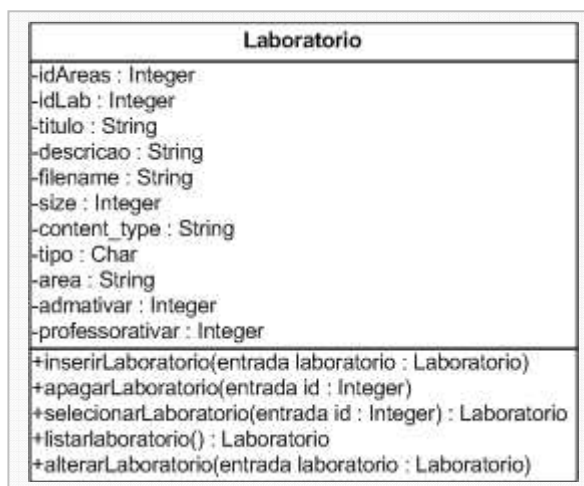 Laboratorio
-idAreas : Integer
-idLab : Integer
-titulo : String
-descricao : String
-filename : String
-size : Integer
-content_type : String
-tipo : Char
-area : String
-admativar : Integer
-professorativar : Integer
+inserirLaboratorio(entrada laboratorio : Laboratorio)
+apagarLaboratorio(entrada id : Integer)
+selecionarLaboratorio(entrada id : Integer) : Laboratorio
+listarlaboratorio() : Laboratorio
+alterarLaboratorio(entrada laboratorio : Laboratorio)